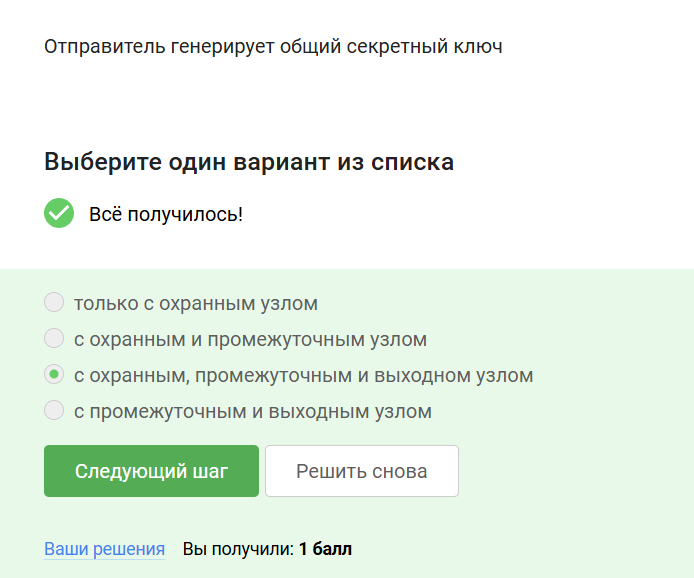 Отправитель генерирует общий секретный ключ
Выберите один вариант из списка
Всё получилось!
только с охранным узлом
с охранным и промежуточным узлом
с охранным, промежуточным и выходном узлом
с промежуточным и выходным узлом
Следующий шаг
Решить снова
Ваши решения Вы получили: 1 балл